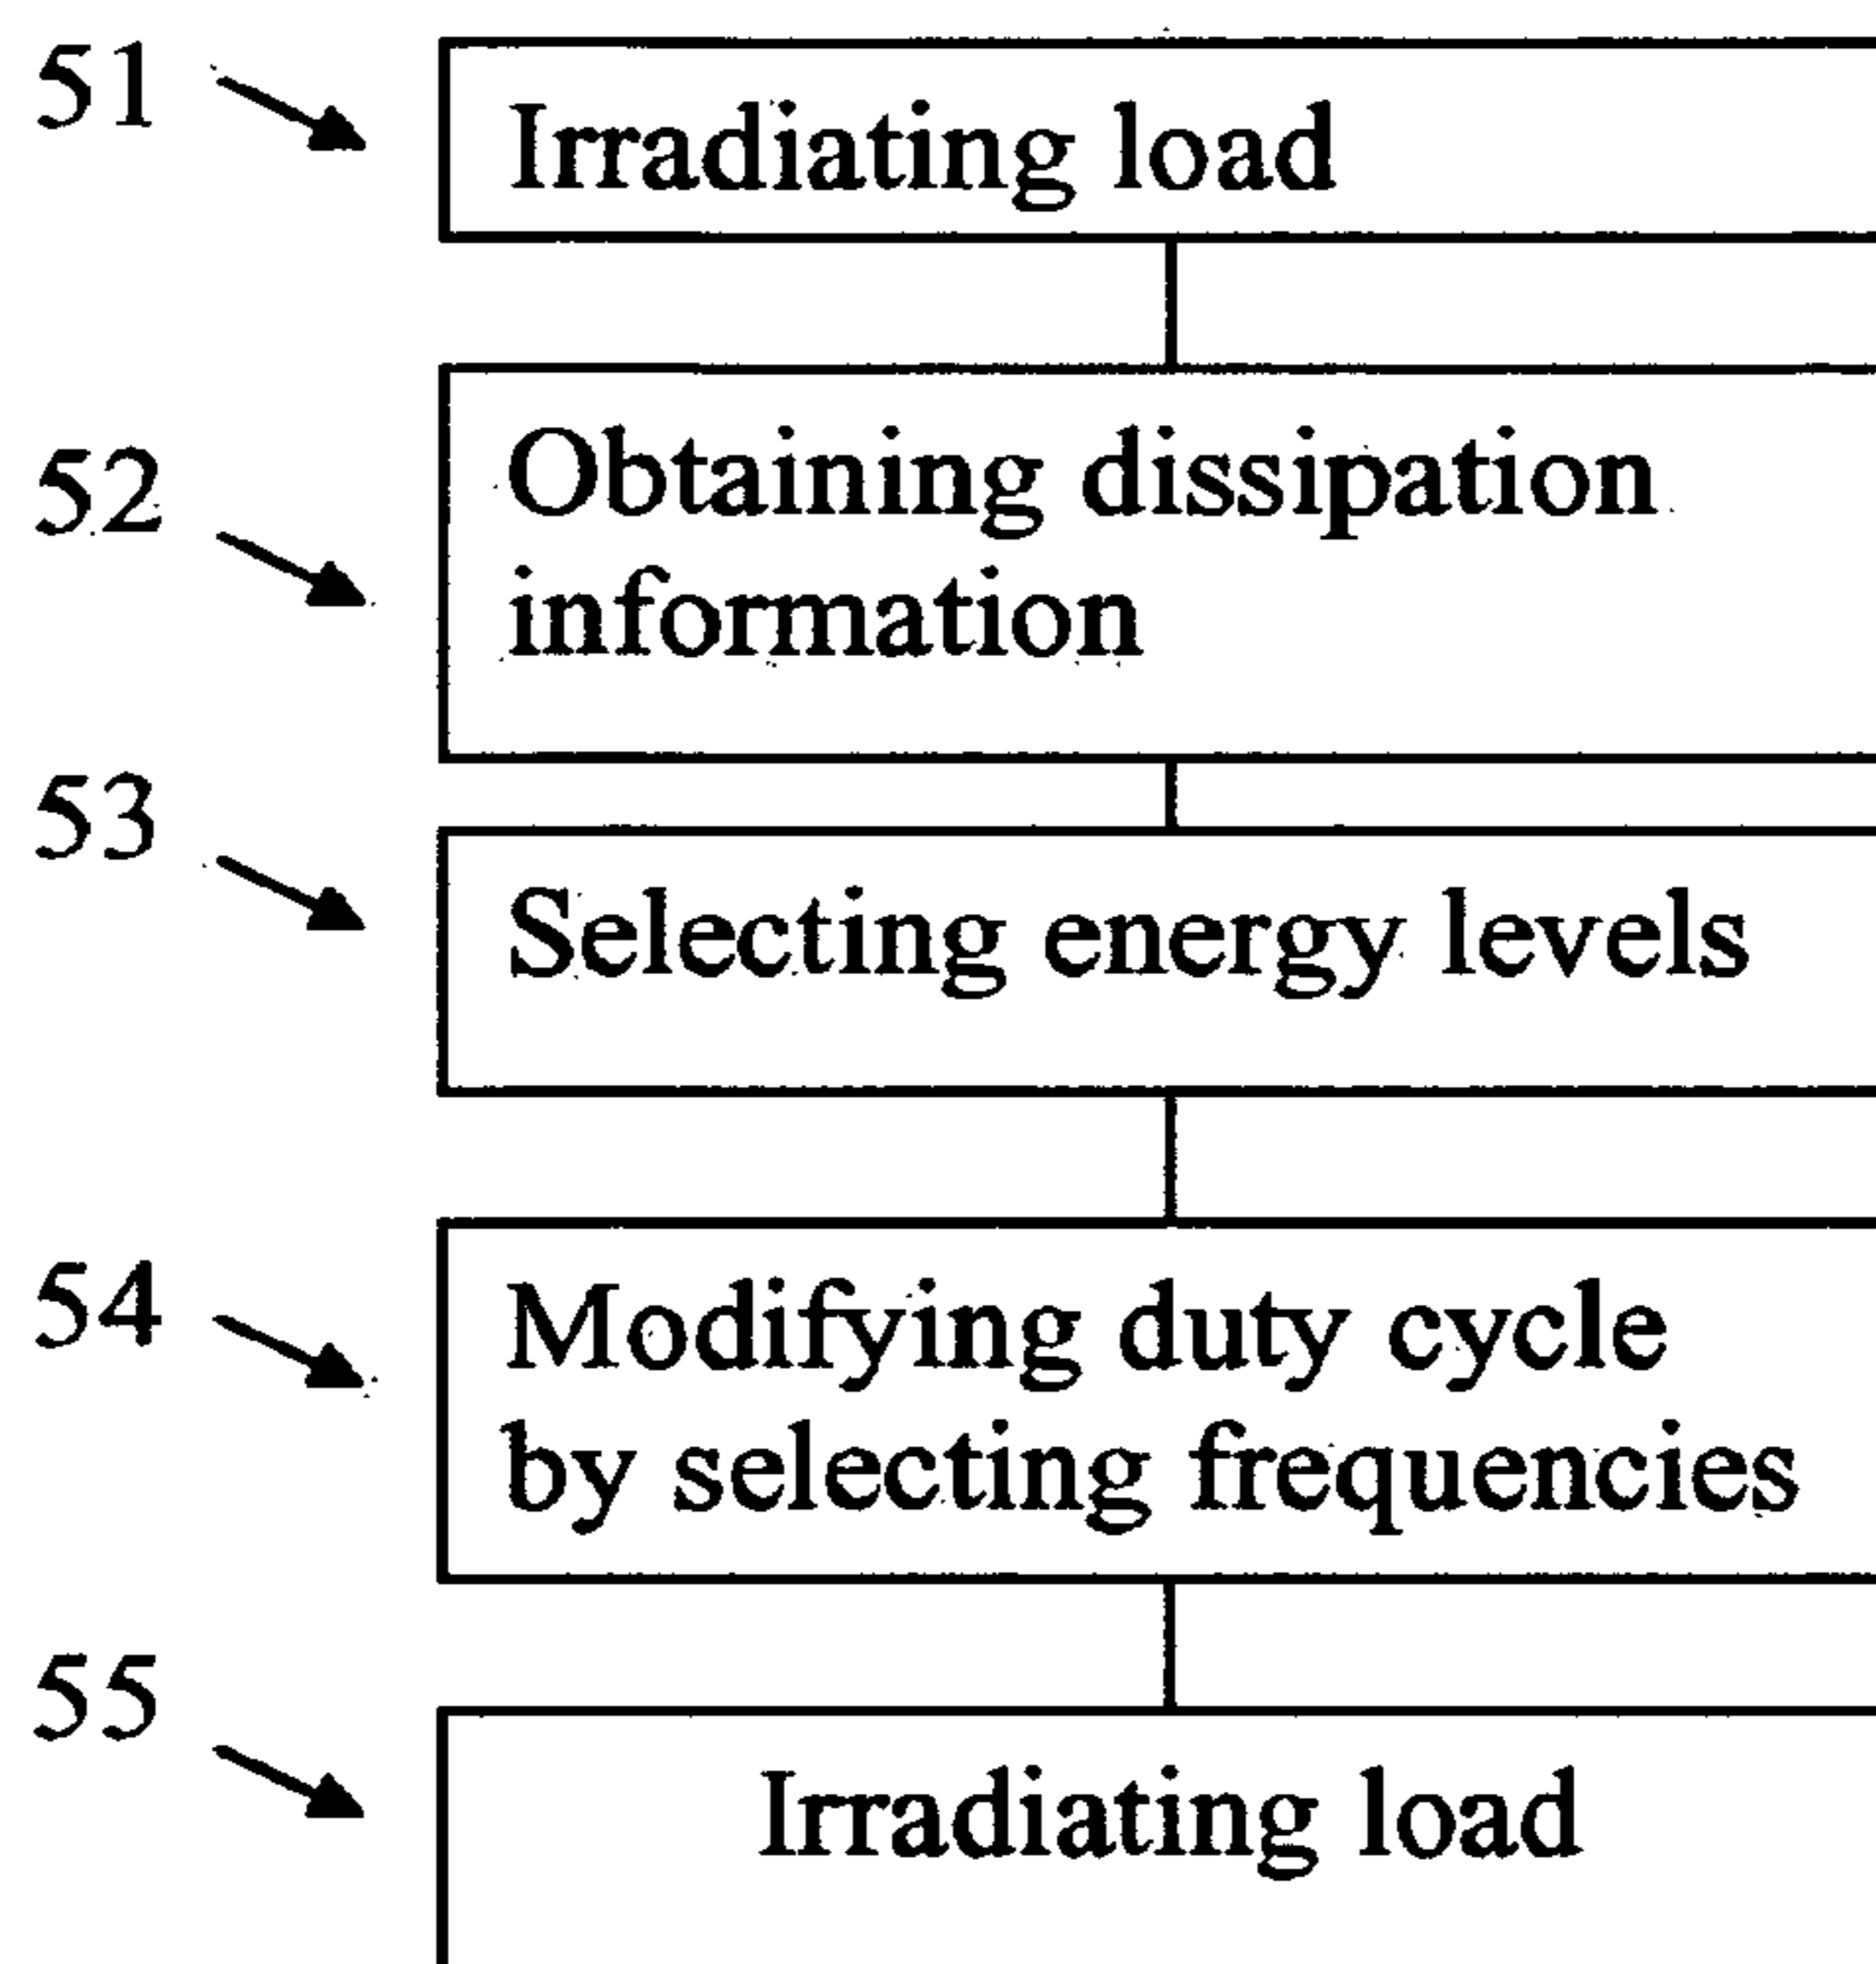 51
Irradiating load
52
Obtaining dissipation
information
53
Selecting energy levels
54
Modifying duty cycle
by selecting frequencies
55
Irradiating load